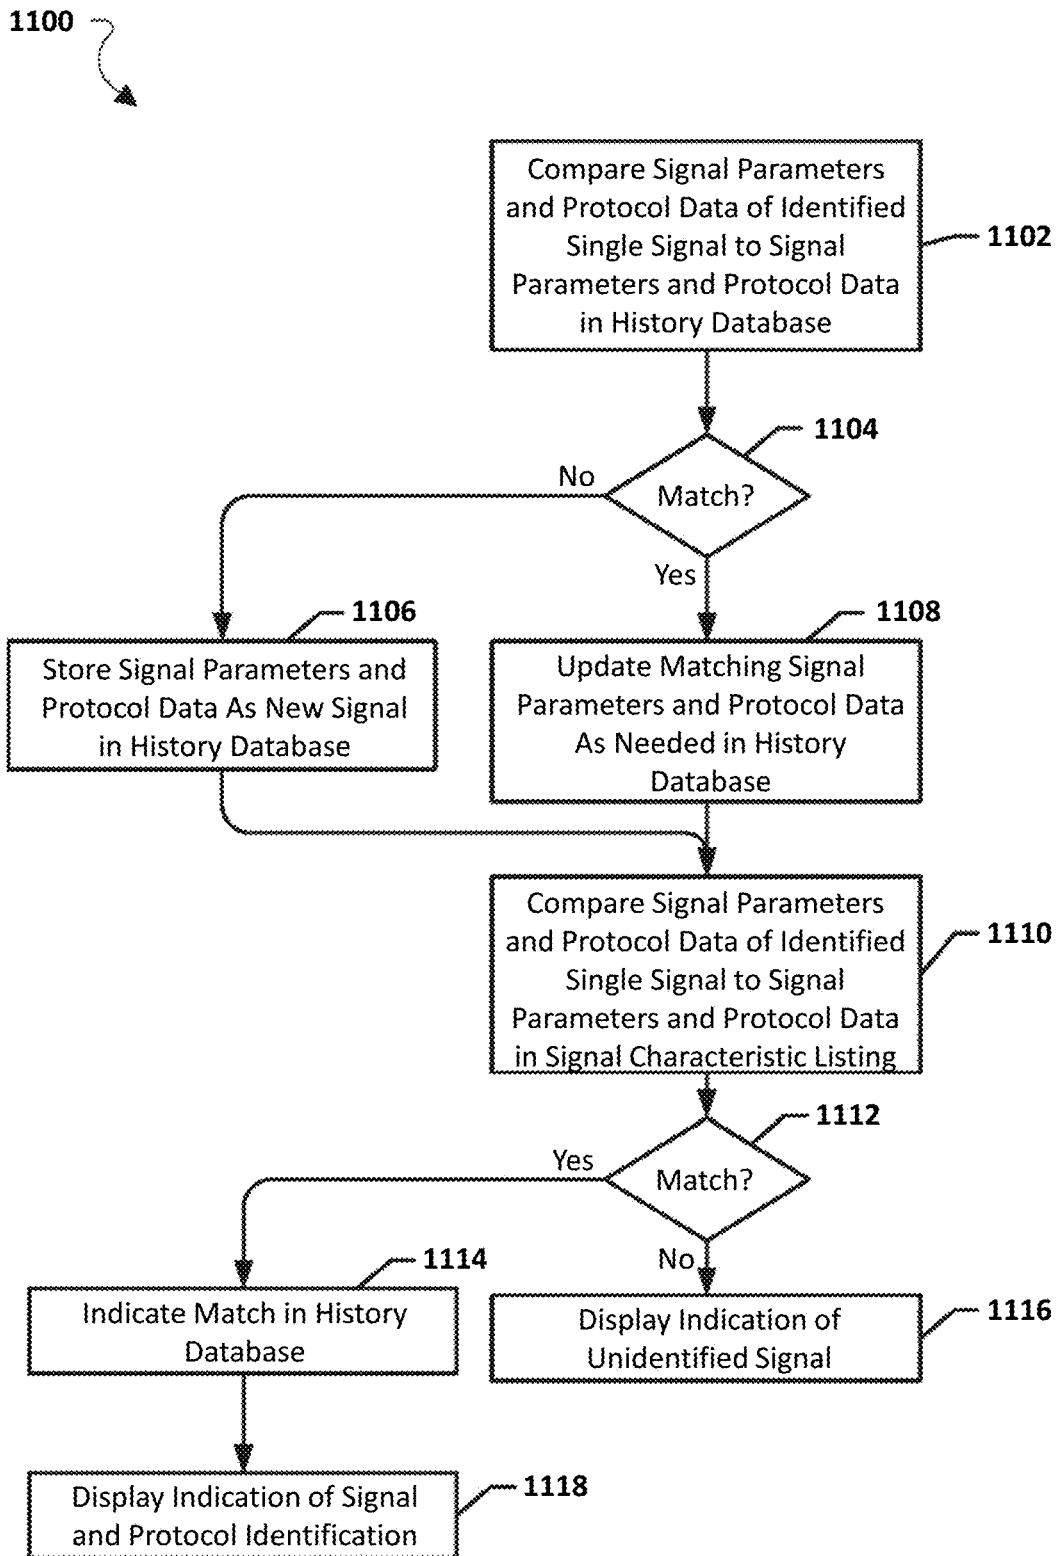 1100
Compare Signal Parameters
and Protocol Data of Identified
Single Signal to Signal
Parameters and Protocol Data
in History Database
1102
1104
No
Match?
Yes
1106
1108
Store Signal Parameters and
Protocol Data As New Signal
in History Database
Update Matching Signal
Parameters and Protocol Data
As Needed in History
Database
Compare Signal Parameters
and Protocol Data of Identified
Single Signal to Signal
Parameters and Protocol Data
in Signal Characteristic Listing
1110
1112
Yes
Match?
No
1114
Indicate Match in History
Database
Display Indication of
Unidentified Signal
1116
Display Indication of Signal
and Protocol Identification
1118